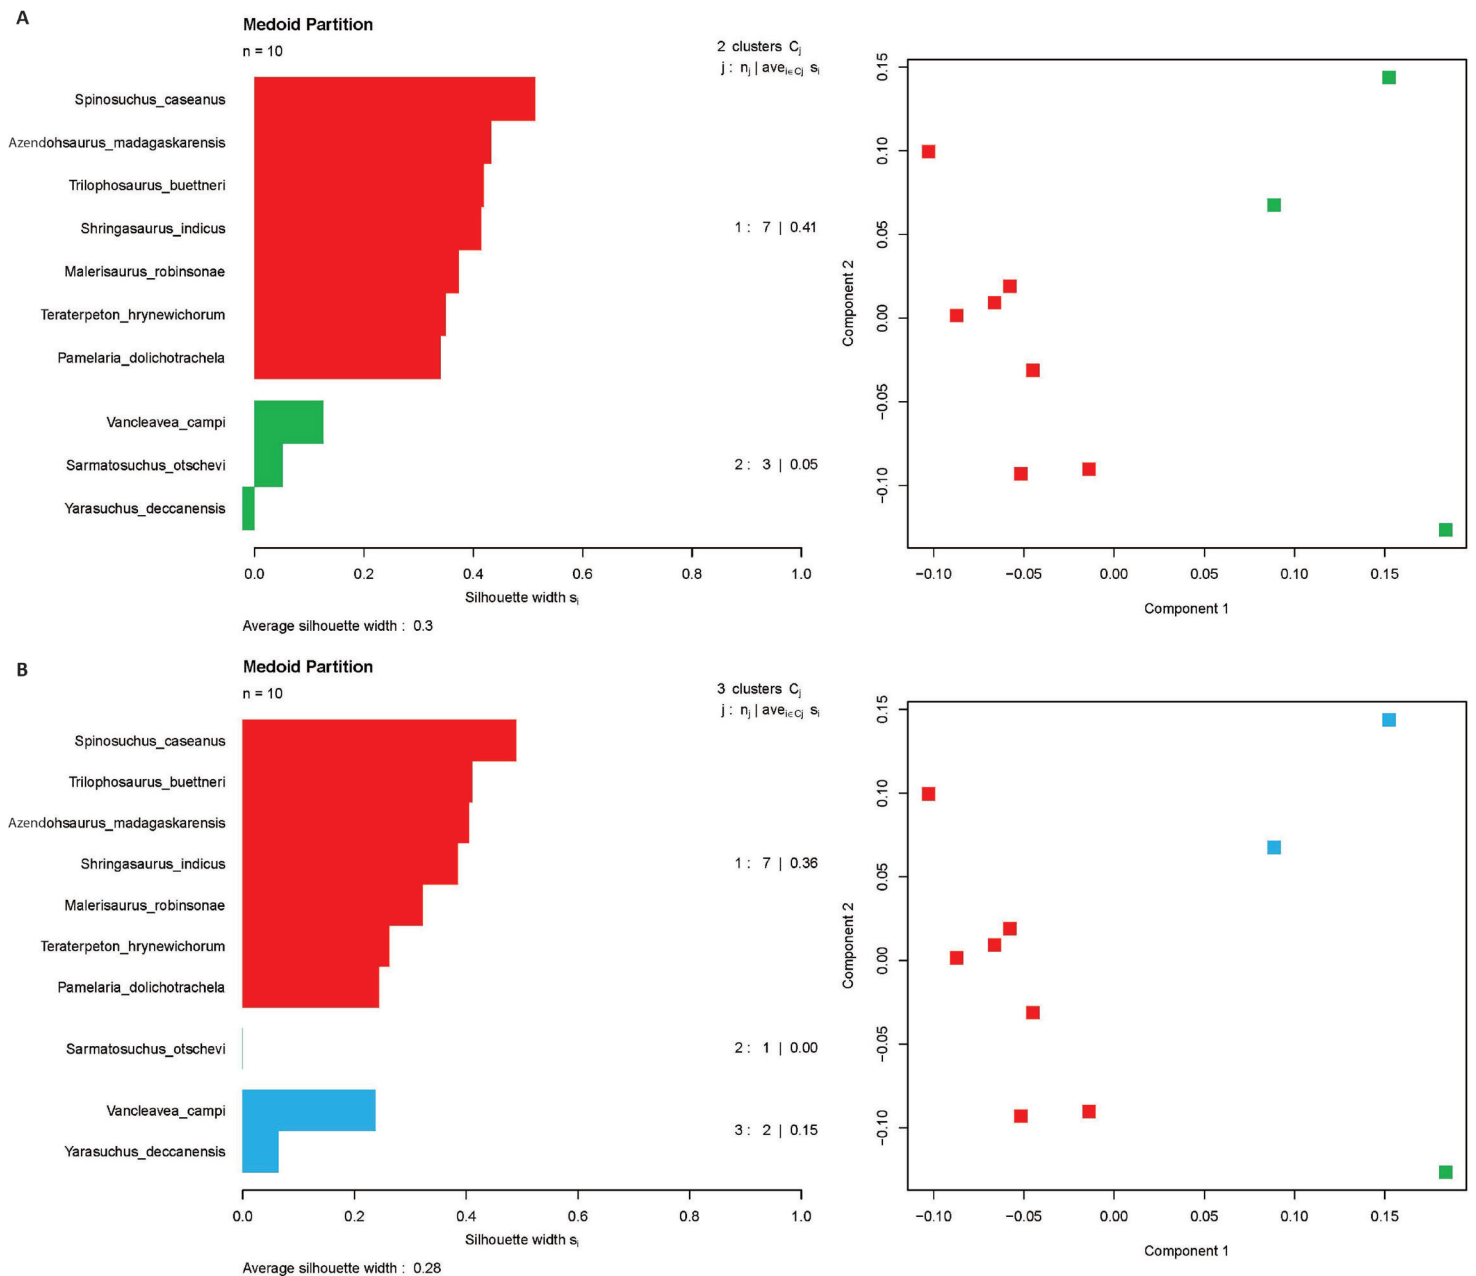 A
Medoid Partition
n = 10
2 clusters Cj
j : nj | avei∈Cj si
Spinosuchus_caseanus
Azendohsaurus_madagaskarensis
Trilophosaurus_buettneri
Shringasaurus_indicus
1 : 7 | 0.41
Malerisaurus_robinsonae
Teraterpeton_hrynewichorum
Pamelaria_dolichotrachela
Vancleavea_campi
Sarmatosuchus_otschevi
2 : 3 | 0.05
Yarasuchus_deccanensis
0.0 0.2 0.4 0.6 0.8 1.0
Silhouette width si
Average silhouette width : 0.3
0.15
0.10
0.05
0.00
−0.05
−0.10
Component 2
−0.10 −0.05 0.00 0.05 0.10 0.15
Component 1
B
Medoid Partition
n = 10
3 clusters Cj
j : nj | avei∈Cj si
Spinosuchus_caseanus
Trilophosaurus_buettneri
Azendohsaurus_madagaskarensis
Shringasaurus_indicus
1 : 7 | 0.36
Malerisaurus_robinsonae
Teraterpeton_hrynewichorum
Pamelaria_dolichotrachela
Sarmatosuchus_otschevi
2 : 1 | 0.00
Vancleavea_campi
3 : 2 | 0.15
Yarasuchus_deccanensis
0.0 0.2 0.4 0.6 0.8 1.0
Silhouette width si
Average silhouette width : 0.28
0.15
0.10
0.05
0.00
−0.05
−0.10
Component 2
−0.10 −0.05 0.00 0.05 0.10 0.15
Component 1